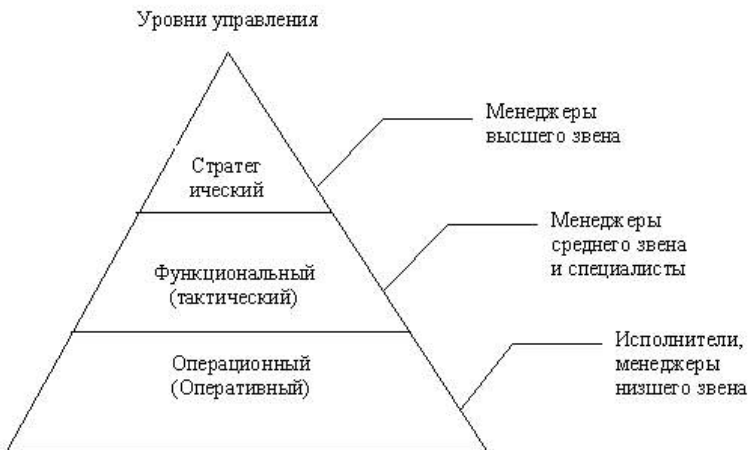 Уровни управления
Менеджеры
высшего звена
Стратег
ический
Менеджеры
среднего звена
и специалисты
Функциональный
(тактический)
Исполнители,
менеджеры
низшего звена
Операционный
(Оперативный)